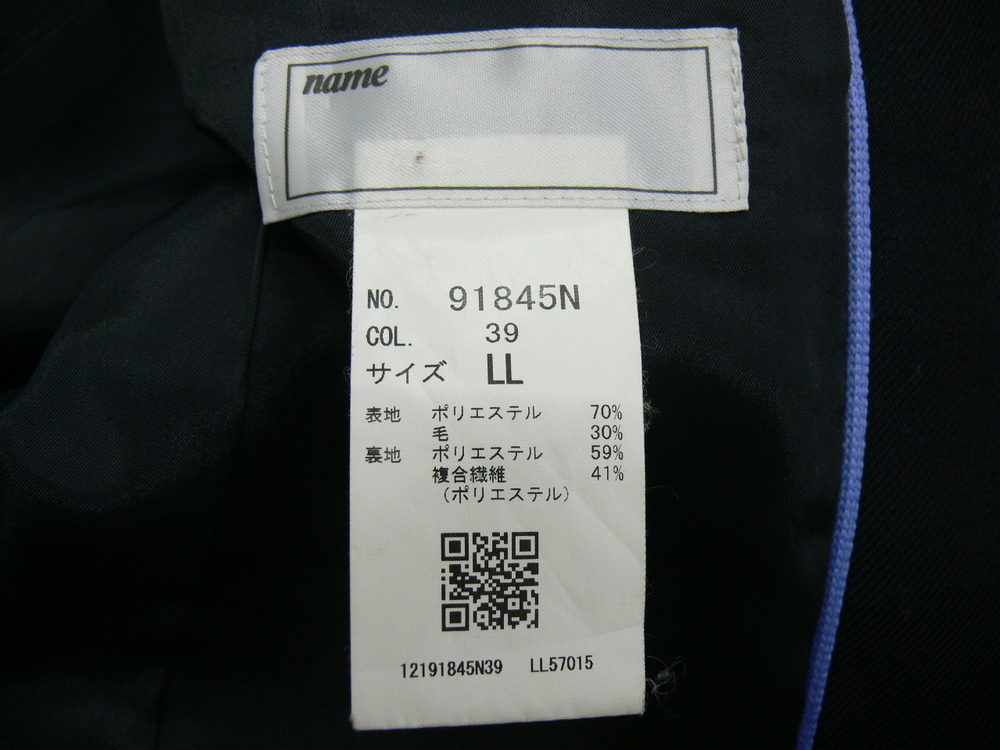 name
NO. 91845N
COL. 39
サイズ LL
表地 ポリエステル 70%
毛 30%
裏地 ポリエステル 59%
複合繊維 41%
(ポリエステル)
12191845N39 LL57015